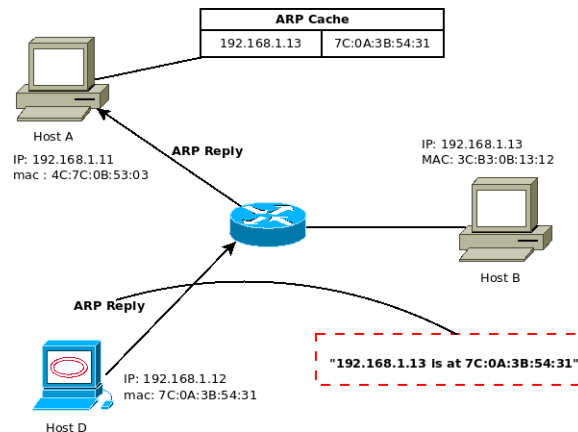 ARP Cache
192.168.1.13 7C:0A:3B:54:31
Host A
IP: 192.168.1.11
mac : 4C:7C:0B:53:03
ARP Reply
IP: 192.168.1.13
MAC: 3C:B3:0B:13:12
Host B
ARP Reply
"192.168.1.13 is at 7C:0A:3B:54:31"
IP: 192.168.1.12
mac: 7C:0A:3B:54:31
Host D